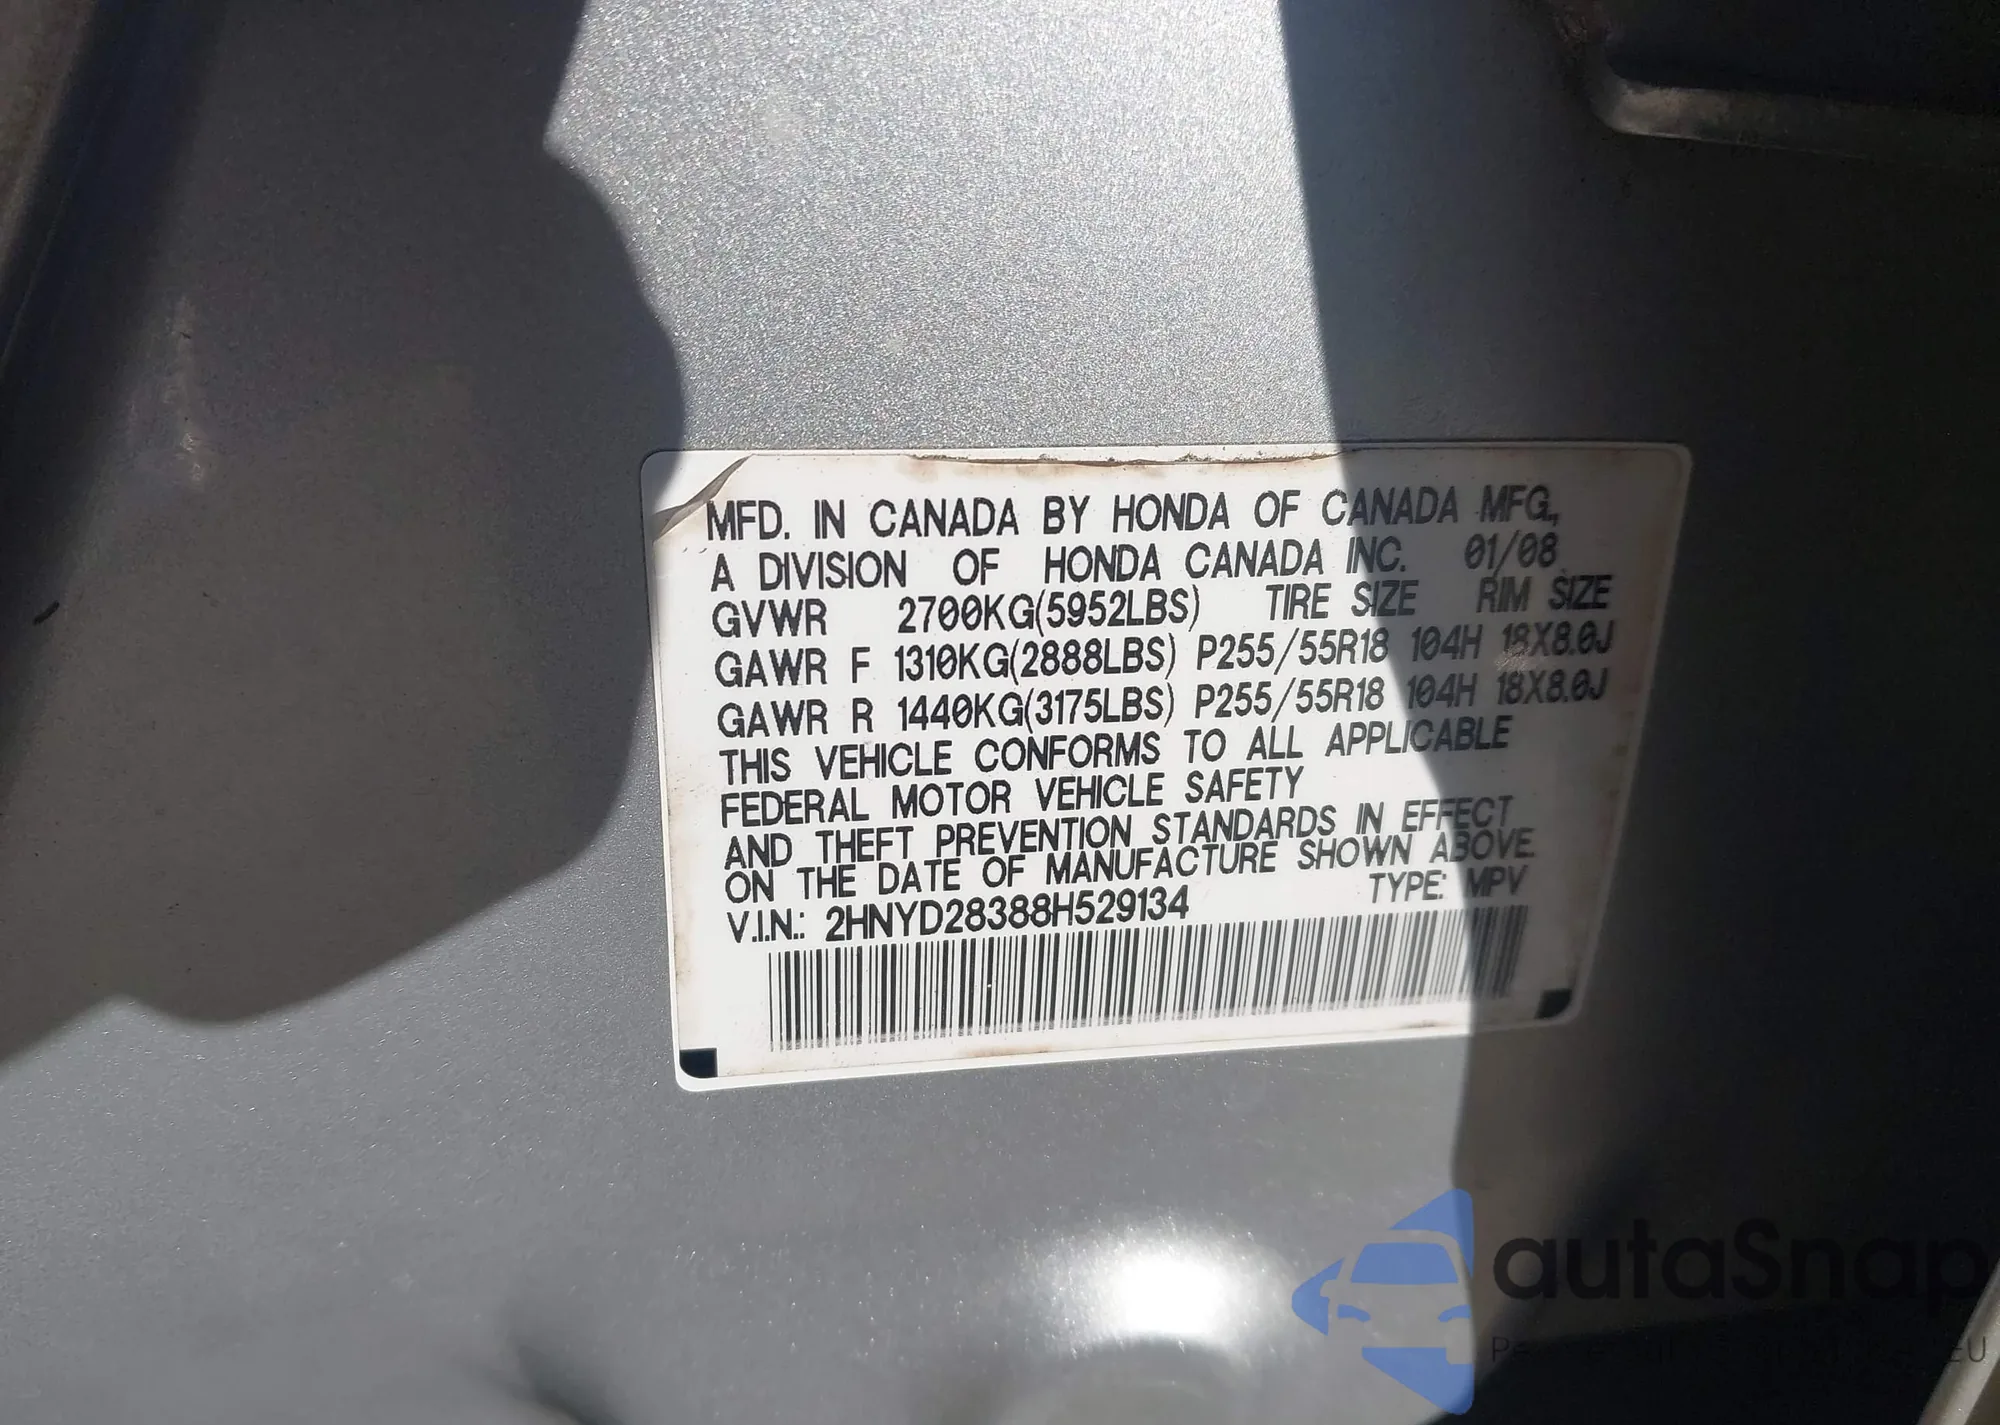 MFD. IN CANADA BY HONDA OF CANADA MFG.,
A DIVISION OF HONDA CANADA INC. 01/08
GVWR 2700KG(5952LBS) TIRE SIZE RIM SIZE
GAWR F 1310KG(2888LBS) P255/55R18 104H 18X8.0J
GAWR R 1440KG(3175LBS) P255/55R18 104H 18X8.0J
THIS VEHICLE CONFORMS TO ALL APPLICABLE
FEDERAL MOTOR VEHICLE SAFETY
AND THEFT PREVENTION STANDARDS IN EFFECT
ON THE DATE OF MANUFACTURE SHOWN ABOVE.
V.I.N.: 2HNYD28388H529134 TYPE: MPV
autaSnap